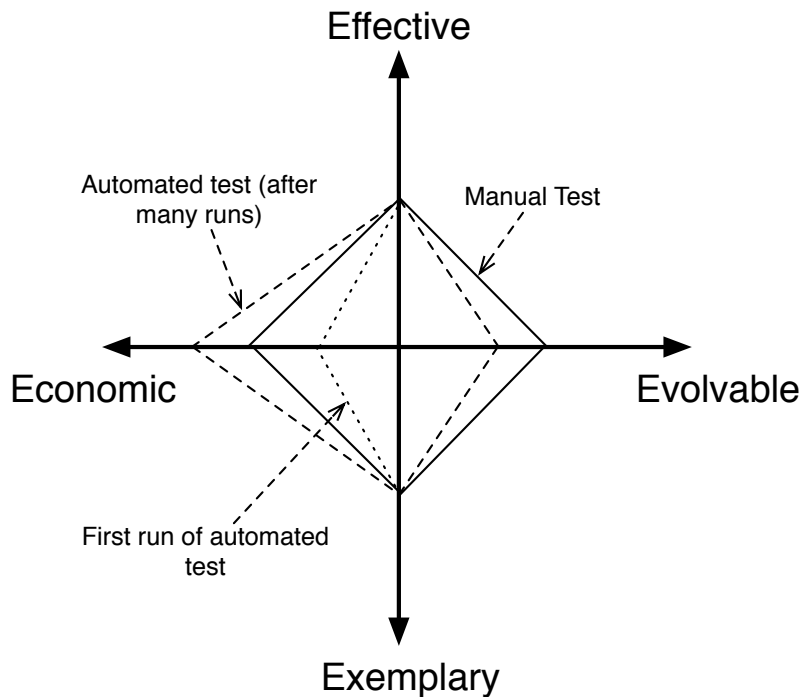 Effective
Automated test (after
many runs)
Manual Test
Economic
Evolvable
First run of automated
test
Exemplary